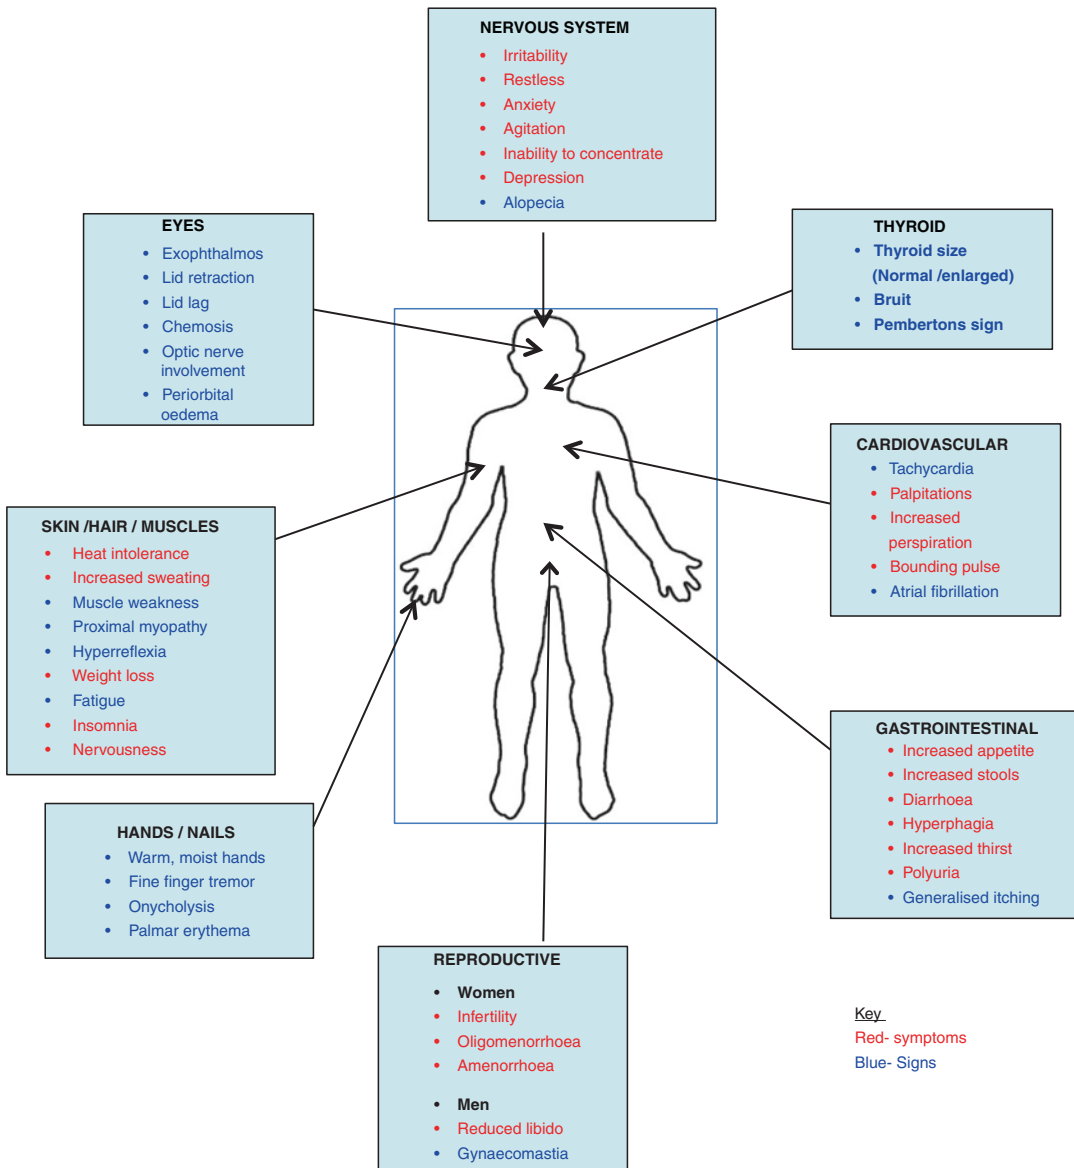 NERVOUS SYSTEM
• Irritability
• Restless
• Anxiety
• Agitation
• Inability to concentrate
• Depression
• Alopecia
EYES
• Exophthalmos
• Lid retraction
• Lid lag
• Chemosis
• Optic nerve
involvement
• Periorbital
oedema
THYROID
• Thyroid size
(Normal /enlarged)
• Bruit
• Pembertons sign
CARDIOVASCULAR
• Tachycardia
• Palpitations
• Increased
perspiration
• Bounding pulse
• Atrial fibrillation
SKIN /HAIR / MUSCLES
• Heat intolerance
• Increased sweating
• Muscle weakness
• Proximal myopathy
• Hyperreflexia
• Weight loss
• Fatigue
• Insomnia
• Nervousness
GASTROINTESTINAL
• Increased appetite
• Increased stools
• Diarrhoea
• Hyperphagia
• Increased thirst
• Polyuria
• Generalised itching
HANDS / NAILS
• Warm, moist hands
• Fine finger tremor
• Onycholysis
• Palmar erythema
REPRODUCTIVE
• Women
• Infertility
• Oligomenorrhoea
• Amenorrhoea
• Men
• Reduced libido
• Gynaecomastia
Key
Red- symptoms
Blue- Signs